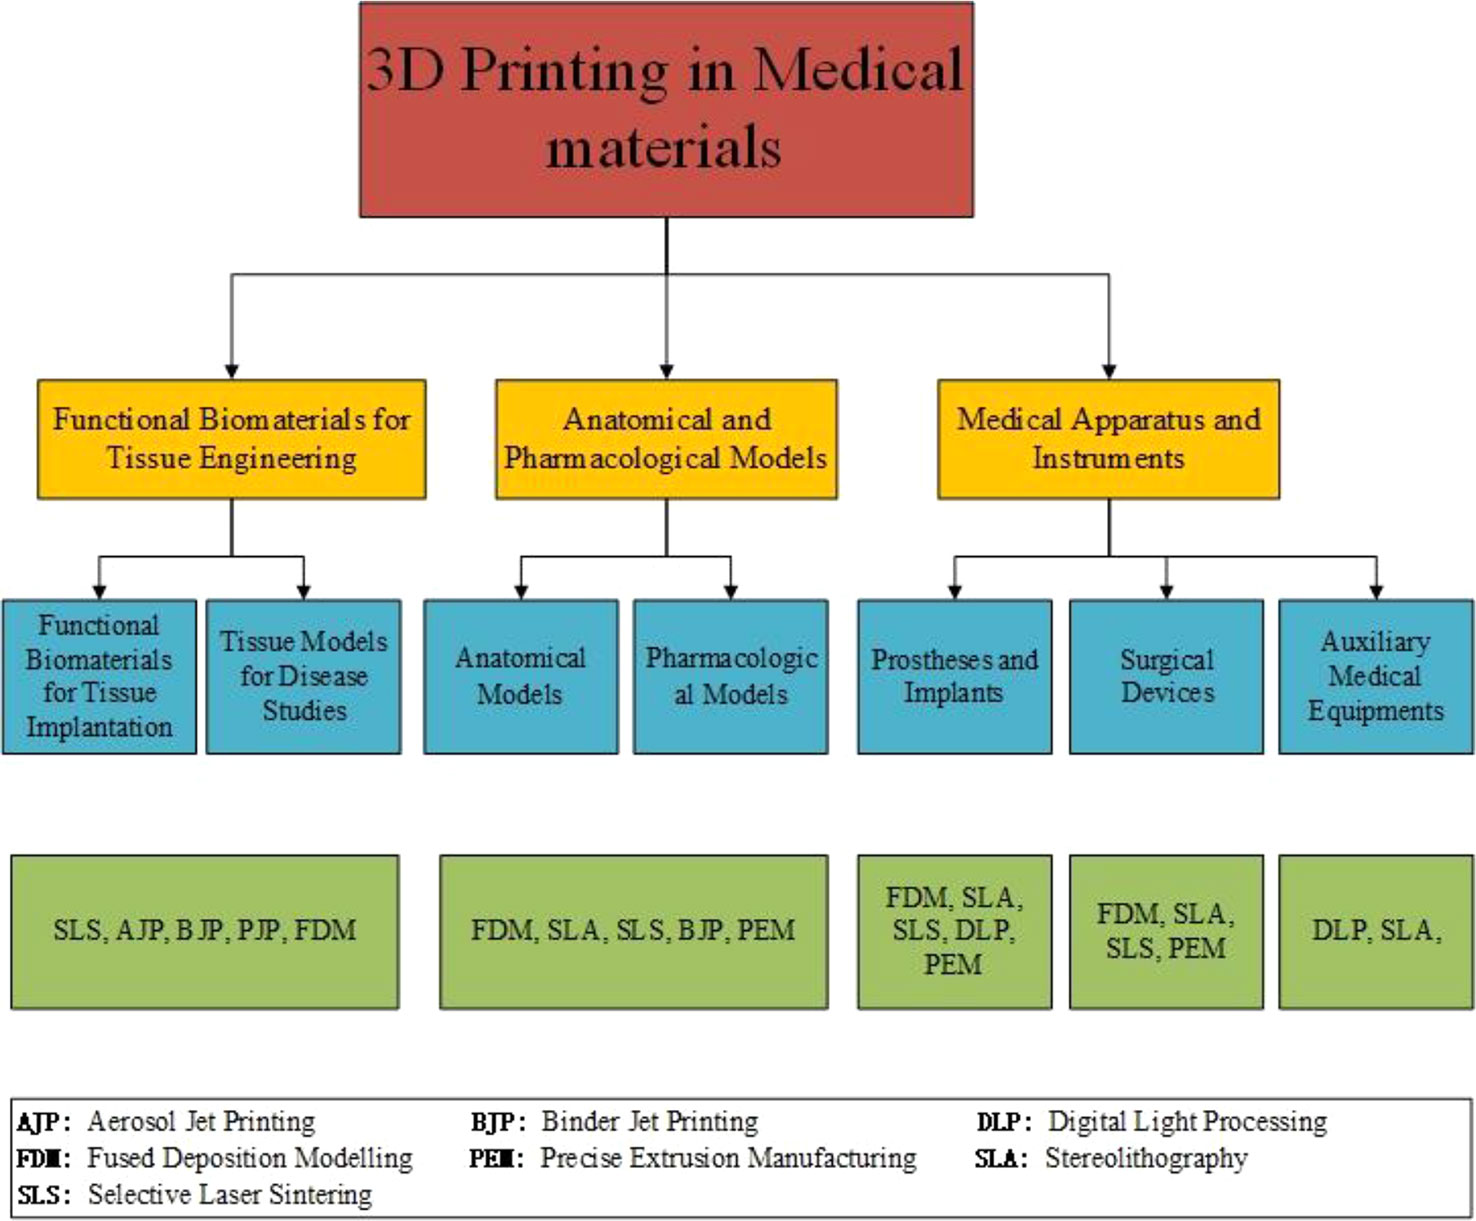 3D Printing in Medical
materials
Functional Biomaterials for
Tissue Engineering
Anatomical and
Pharmacological Models
Medical Apparatus and
Instruments
Functional
Biomaterials
for Tissue
Implantation
Tissue Models
for Disease
Studies
Anatomical
Models
Pharmacologic
al Models
Prostheses and
Implants
Surgical
Devices
Auxiliary
Medical
Equipments
SLS, AJP, BJP, PJP, FDM
FDM, SLA, SLS, BJP, PEM
FDM, SLA,
SLS, DLP,
PEM
FDM, SLA,
SLS, PEM
DLP, SLA,
AJP: Aerosol Jet Printing BJP: Binder Jet Printing DLP: Digital Light Processing
FDM: Fused Deposition Modelling PEM: Precise Extrusion Manufacturing SLA: Stereolithography
SLS: Selective Laser Sintering